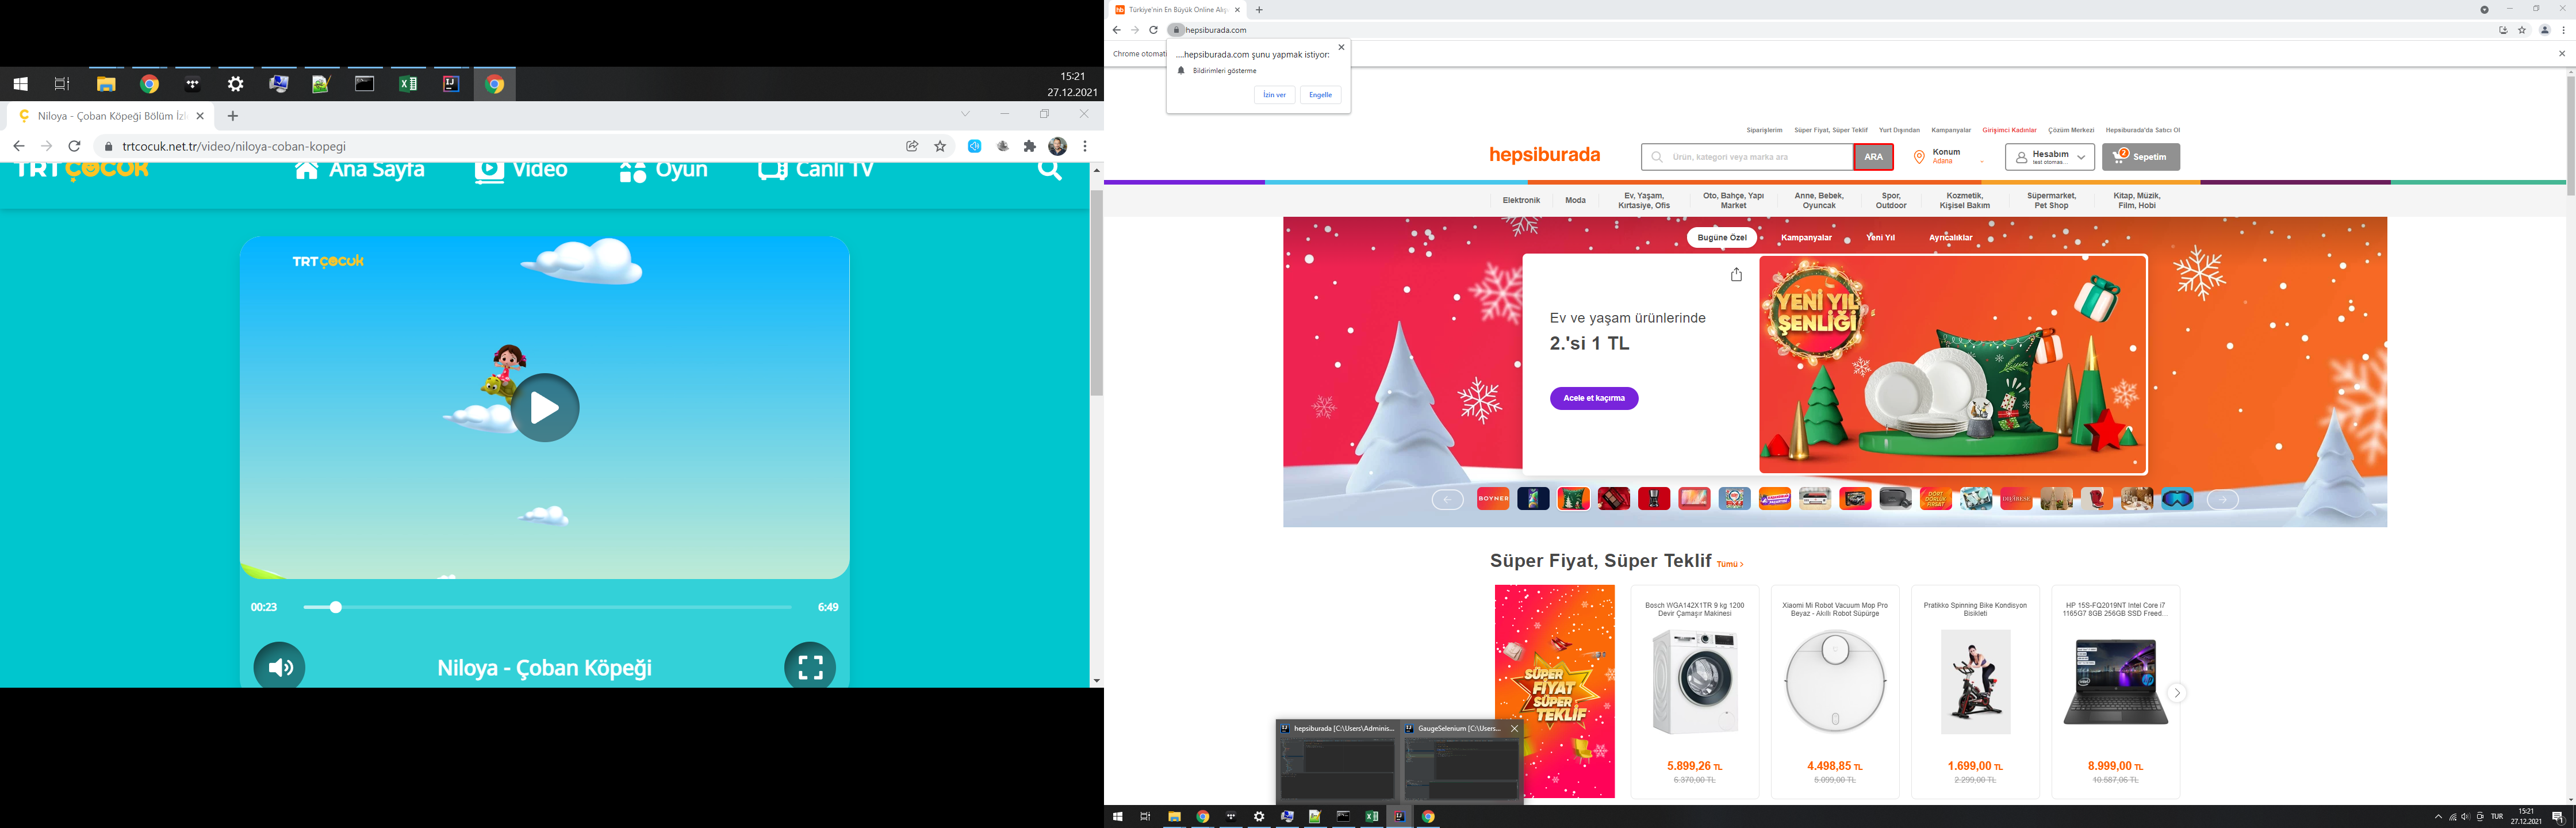 15:21
27.12.2021
Niloya - Çoban Köpeği Bölüm İzl
trtcocuk.net.tr/video/niloya-coban-kopegi
TRT ÇOCUK
Ana Sayfa
Video
Oyun
Canlı TV
TRT ÇOCUK
00:23
6:49
Niloya - Çoban Köpeği
Türkiye'nin En Büyük Online Alış
hepsiburada.com
Chrome otomati
...hepsiburada.com şunu yapmak istiyor:
Bildirimleri gösterme
İzin ver
Engelle
Siparişlerim
Süper Fiyat, Süper Teklif
Yurt Dışından
Kampanyalar
Girişimci Kadınlar
Çözüm Merkezi
Hepsiburada'da Satıcı Ol
hepsiburada
Ürün, kategori veya marka ara
ARA
Konum
Adana
Hesabım
test otomas...
2
Sepetim
Elektronik
Moda
Ev, Yaşam,
Kırtasiye, Ofis
Oto, Bahçe, Yapı
Market
Anne, Bebek,
Oyuncak
Spor,
Outdoor
Kozmetik,
Kişisel Bakım
Süpermarket,
Pet Shop
Kitap, Müzik,
Film, Hobi
Bugüne Özel
Kampanyalar
Yeni Yıl
Ayrıcalıklar
Ev ve yaşam ürünlerinde
2.'si 1 TL
Acele et kaçırma
YENİ YIL
ŞENLİĞİ
BOYNER
Süper Fiyat, Süper Teklif
Tümü >
SÜPER
FİYAT
SÜPER
TEKLİF
Bosch WGA142X1TR 9 kg 1200
Devir Çamaşır Makinesi
5.899,26 TL
6.370,00 TL
Xiaomi Mi Robot Vacuum Mop Pro
Beyaz - Akıllı Robot Süpürge
4.498,85 TL
5.099,00 TL
Pratikko Spinning Bike Kondisyon
Bisikleti
1.699,00 TL
2.299,00 TL
HP 15S-FQ2019NT Intel Core i7
1165G7 8GB 256GB SSD Freed...
8.999,00 TL
10.587,06 TL
hepsiburada [C:\Users\Adminis...
GaugeSelenium [C:\Users...
TUR
15:21
27.12.2021